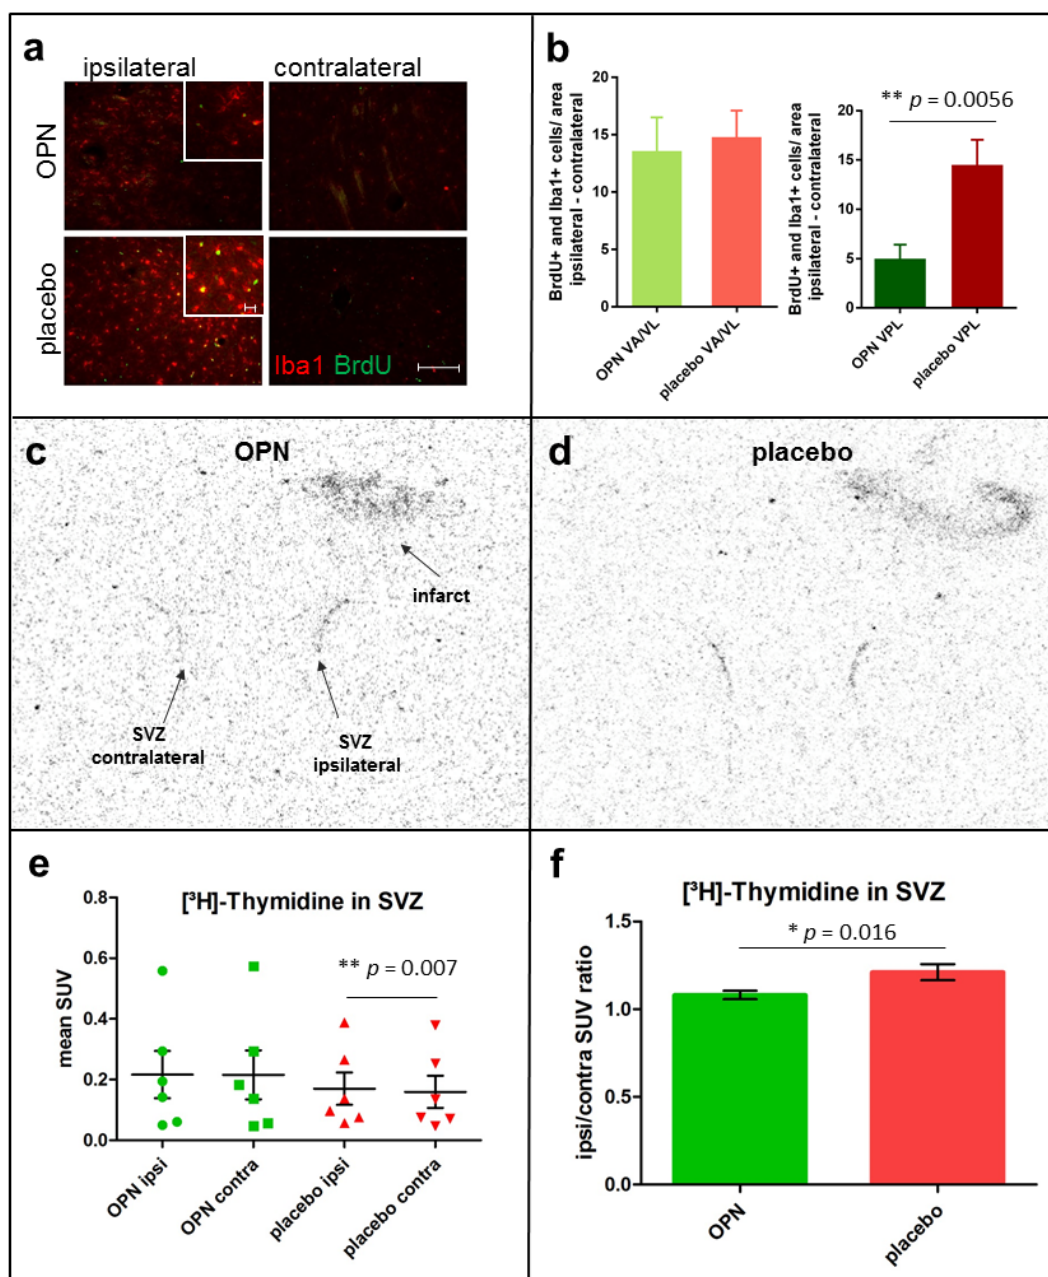 a
ipsilateral contralateral
OPN
placebo
Iba1 BrdU
b
BrdU+ and Iba1+ cells/ area
ipsilateral - contralateral
20
15
10
5
0
OPN VA/VL
placebo VA/VL
BrdU+ and Iba1+ cells/ area
ipsilateral - contralateral
** p = 0.0056
20
15
10
5
0
OPN VPL
placebo VPL
c
OPN
infarct
SVZ
contralateral
SVZ
ipsilateral
d
placebo
e
[³H]-Thymidine in SVZ
** p = 0.007
mean SUV
0.8
0.6
0.4
0.2
0.0
OPN ipsi
OPN contra
placebo ipsi
placebo contra
f
[³H]-Thymidine in SVZ
* p = 0.016
ipsi/contra SUV ratio
1.5
1.0
0.5
0.0
OPN
placebo